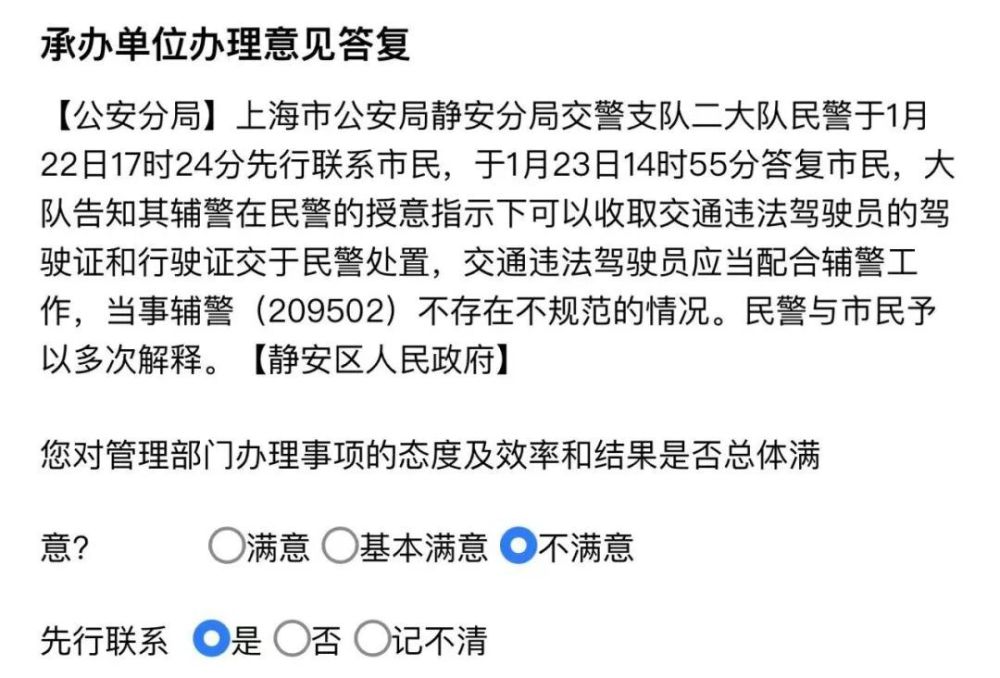 承办单位办理意见答复
【公安分局】上海市公安局静安分局交警支队二大队民警于1月
22日17时24分先行联系市民，于1月23日14时55分答复市民，大
队告知其辅警在民警的授意指示下可以收取交通违法驾驶员的驾
驶证和行驶证交于民警处置，交通违法驾驶员应当配合辅警工
作，当事辅警（209502）不存在不规范的情况。民警与市民予
以多次解释。【静安区人民政府】
您对管理部门办理事项的态度及效率和结果是否总体满
意？ 满意 基本满意 不满意
先行联系 是 否 记不清